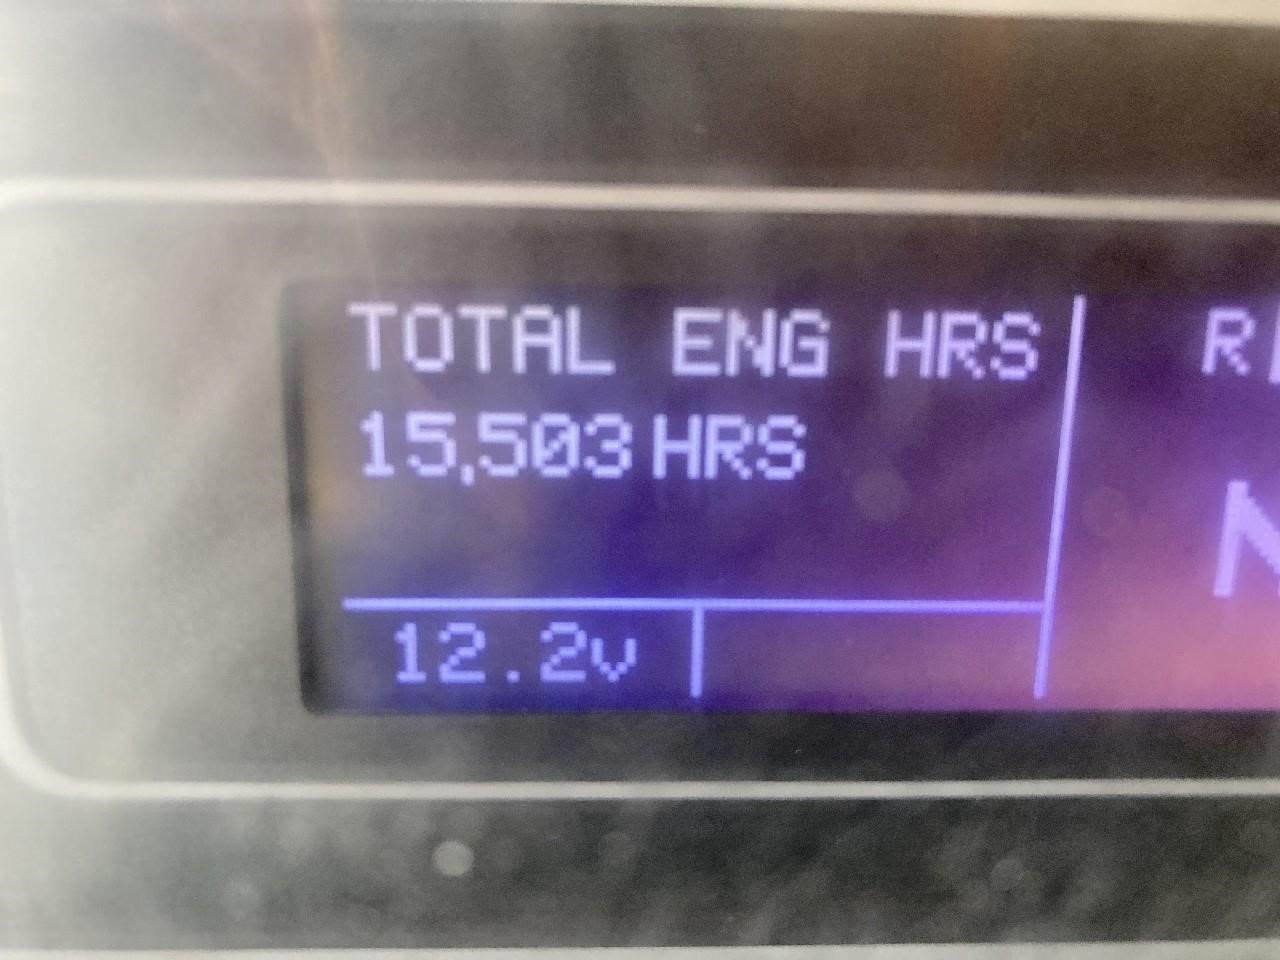 TOTAL ENG HRS
15,503 HRS
12.2v